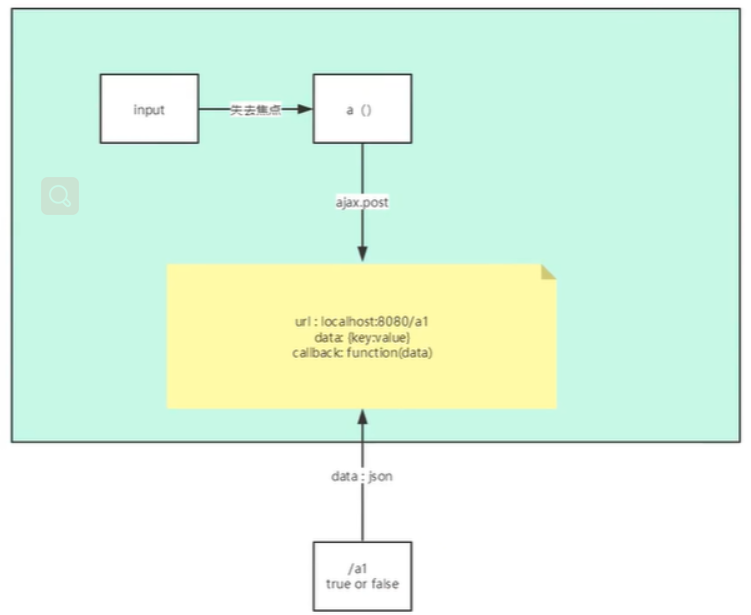 input
失去焦点
a （）
ajax.post
url : localhost:8080/a1
data: {key:value}
callback: function(data)
data : json
/a1
true or false